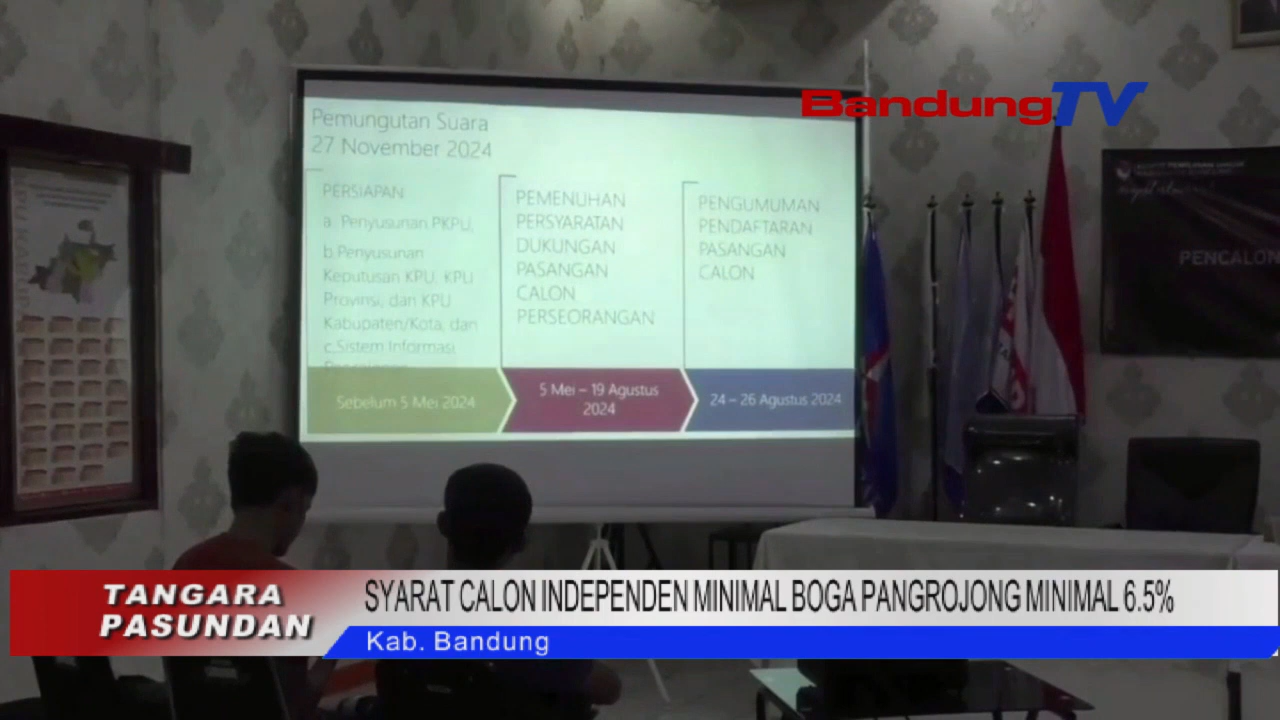 BandungTV
Pemungutan Suara
27 November 2024
PERSIAPAN
a. Penyusunan PKPU,
b.Penyusunan
Keputusan KPU, KPU
Provinsi, dan KPU
Kabupaten/Kota, dan
c.Sistem Informasi
Sebelum 5 Mei 2024
PEMENUHAN
PERSYARATAN
DUKUNGAN
PASANGAN
CALON
PERSEORANGAN
5 Mei – 19 Agustus
2024
PENGUMUMAN
PENDAFTARAN
PASANGAN
CALON
24 – 26 Agustus 2024
PENCALON
TANGARA
PASUNDAN
SYARAT CALON INDEPENDEN MINIMAL BOGA PANGROJONG MINIMAL 6.5%
Kab. Bandung